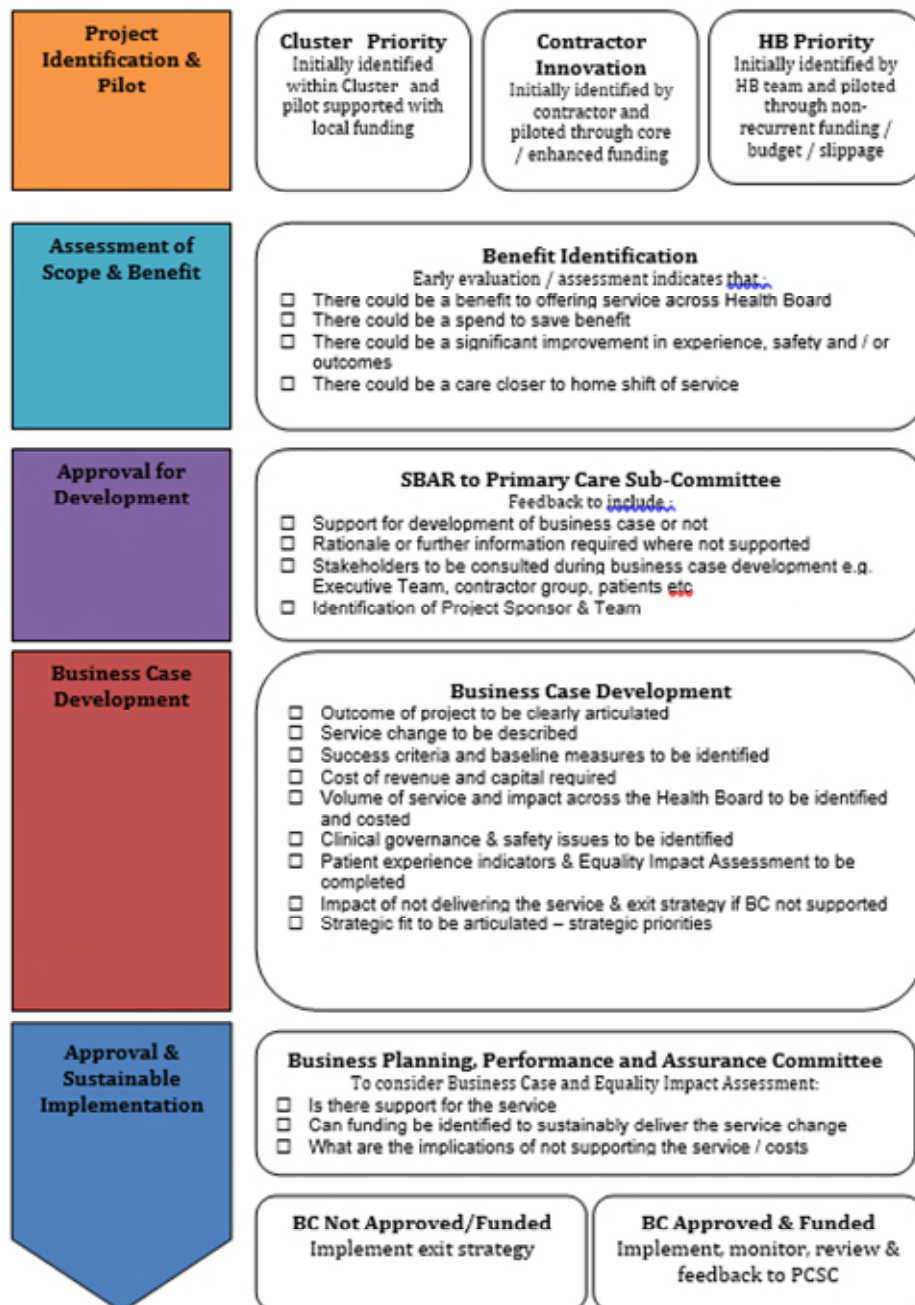 Project
Identification &
Pilot
Cluster Priority
Initially identified
within Cluster and
pilot supported with
local funding
Contractor
Innovation
Initially identified by
contractor and
piloted through core
/ enhanced funding
HB Priority
Initially identified by
HB team and piloted
through non-
recurrent funding /
budget / slippage
Assessment of
Scope & Benefit
Benefit Identification
Early evaluation / assessment indicates that :
☐ There could be a benefit to offering service across Health Board
☐ There could be a spend to save benefit
☐ There could be a significant improvement in experience, safety and / or
outcomes
☐ There could be a care closer to home shift of service
Approval for
Development
SBAR to Primary Care Sub-Committee
Feedback to include :
☐ Support for development of business case or not
☐ Rationale or further information required where not supported
☐ Stakeholders to be consulted during business case development e.g.
Executive Team, contractor group, patients etc
☐ Identification of Project Sponsor & Team
Business Case
Development
Business Case Development
☐ Outcome of project to be clearly articulated
☐ Service change to be described
☐ Success criteria and baseline measures to be identified
☐ Cost of revenue and capital required
☐ Volume of service and impact across the Health Board to be identified
and costed
☐ Clinical governance & safety issues to be identified
☐ Patient experience indicators & Equality Impact Assessment to be
completed
☐ Impact of not delivering the service & exit strategy if BC not supported
☐ Strategic fit to be articulated – strategic priorities
Approval &
Sustainable
Implementation
Business Planning, Performance and Assurance Committee
To consider Business Case and Equality Impact Assessment:
☐ Is there support for the service
☐ Can funding be identified to sustainably deliver the service change
☐ What are the implications of not supporting the service / costs
BC Not Approved/Funded
Implement exit strategy
BC Approved & Funded
Implement, monitor, review &
feedback to PCSC